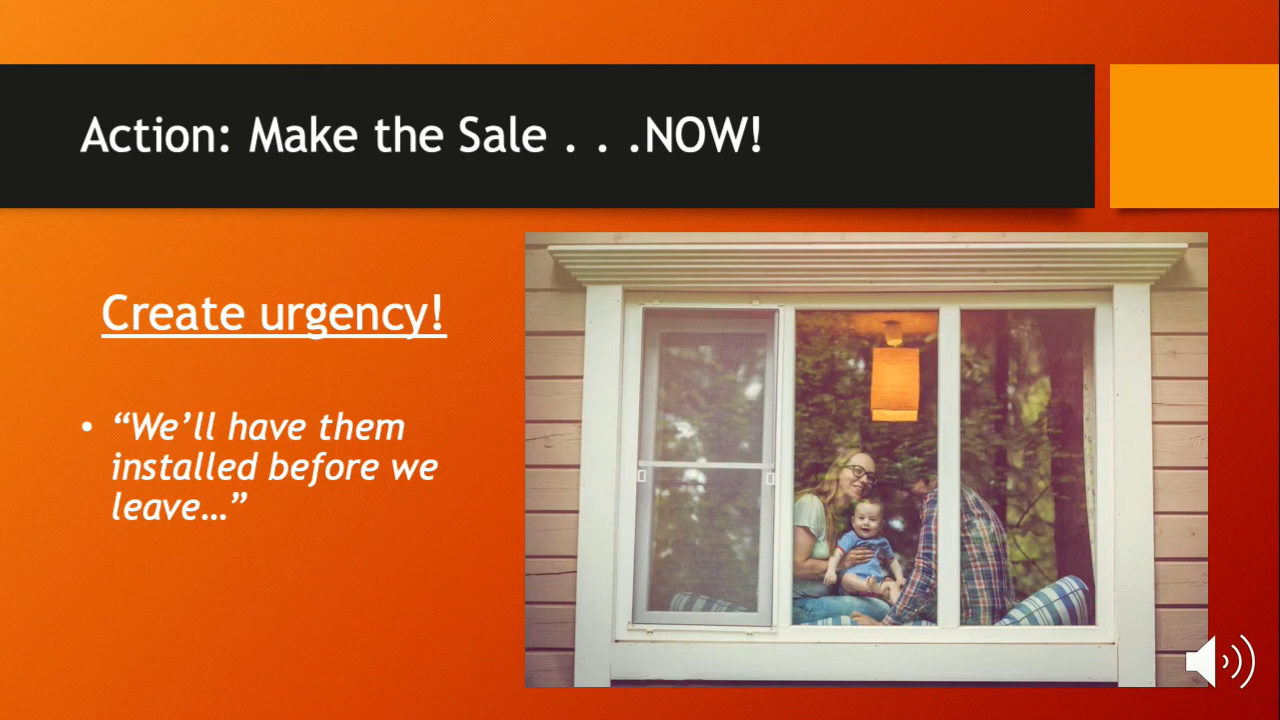 Action: Make the Sale . . .NOW!
Create urgency!
• “We’ll have them
installed before we
leave…”